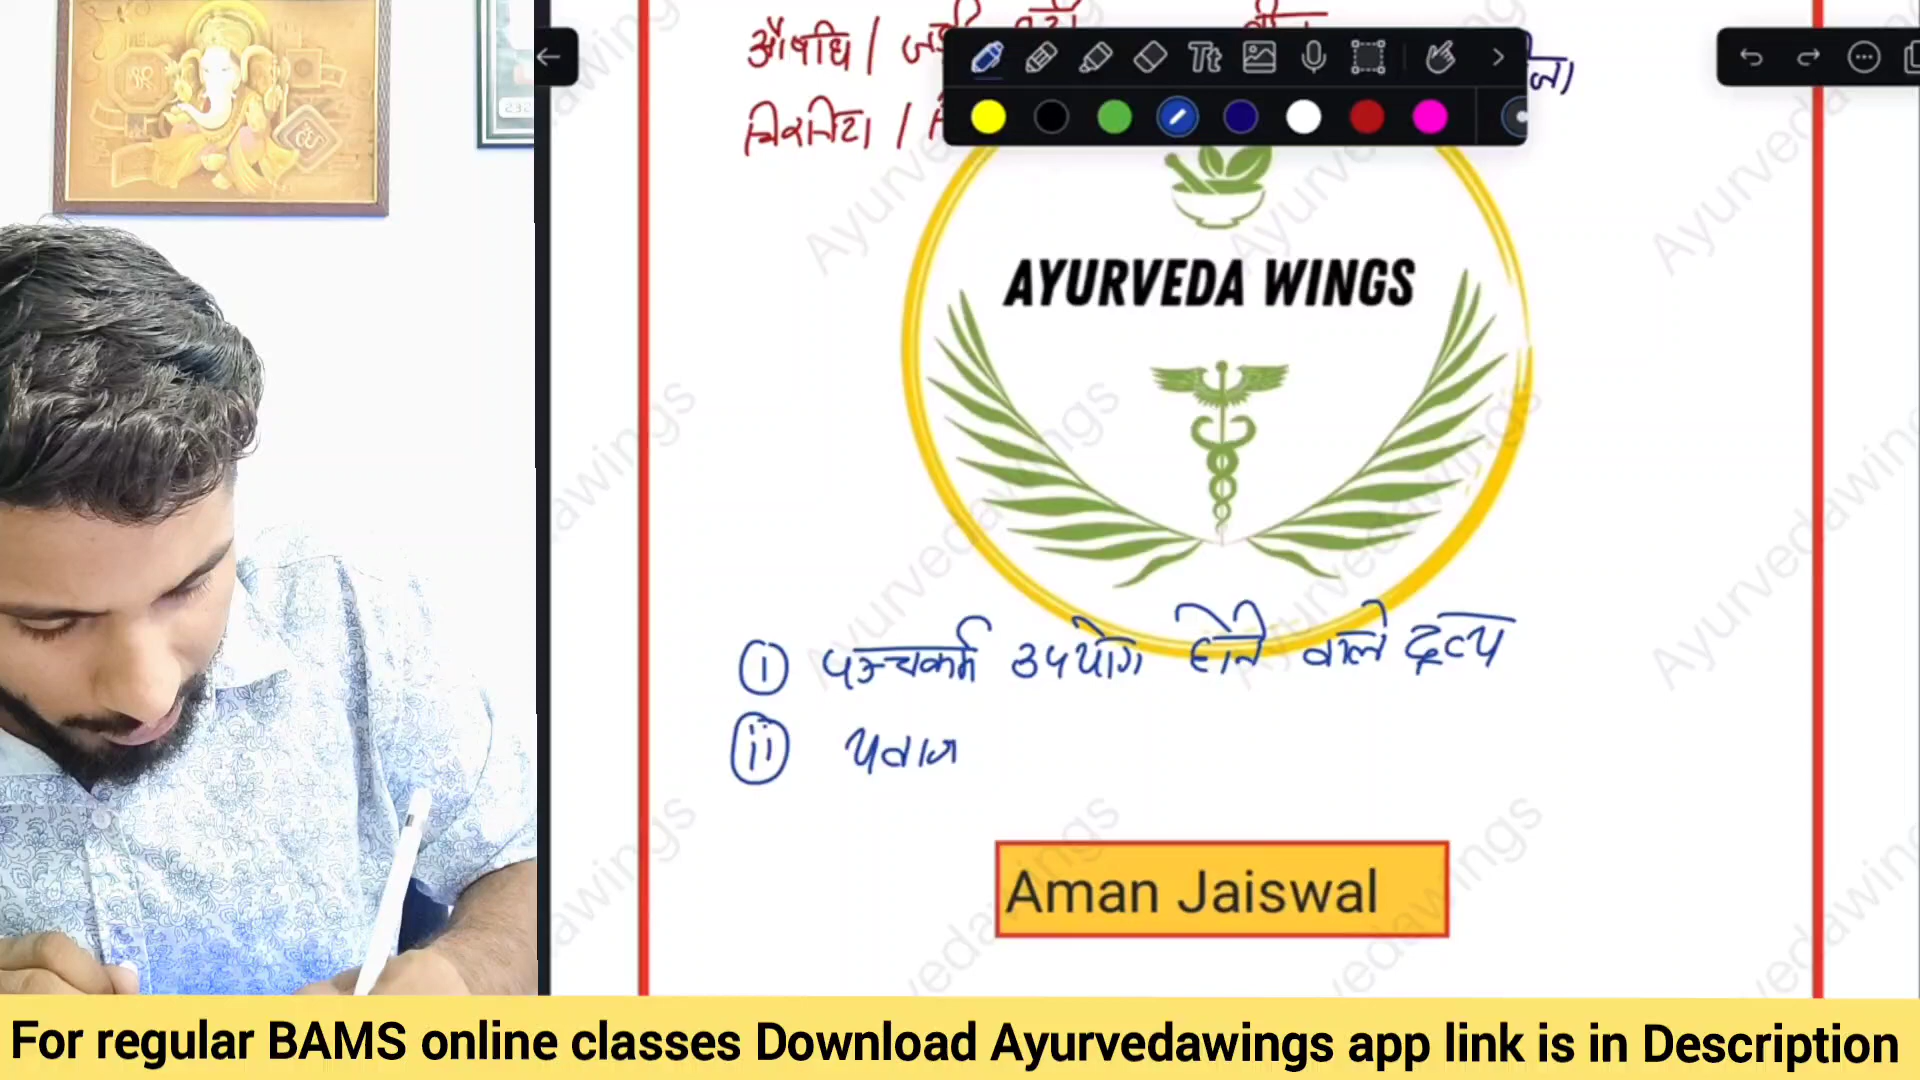 औषधि /
AYURVEDA WINGS
① पञ्चकर्म उपयोग होने वाले द्रव्य
ⅱ यवाग
Aman Jaiswal
For regular BAMS online classes Download Ayurvedawings app link is in Description